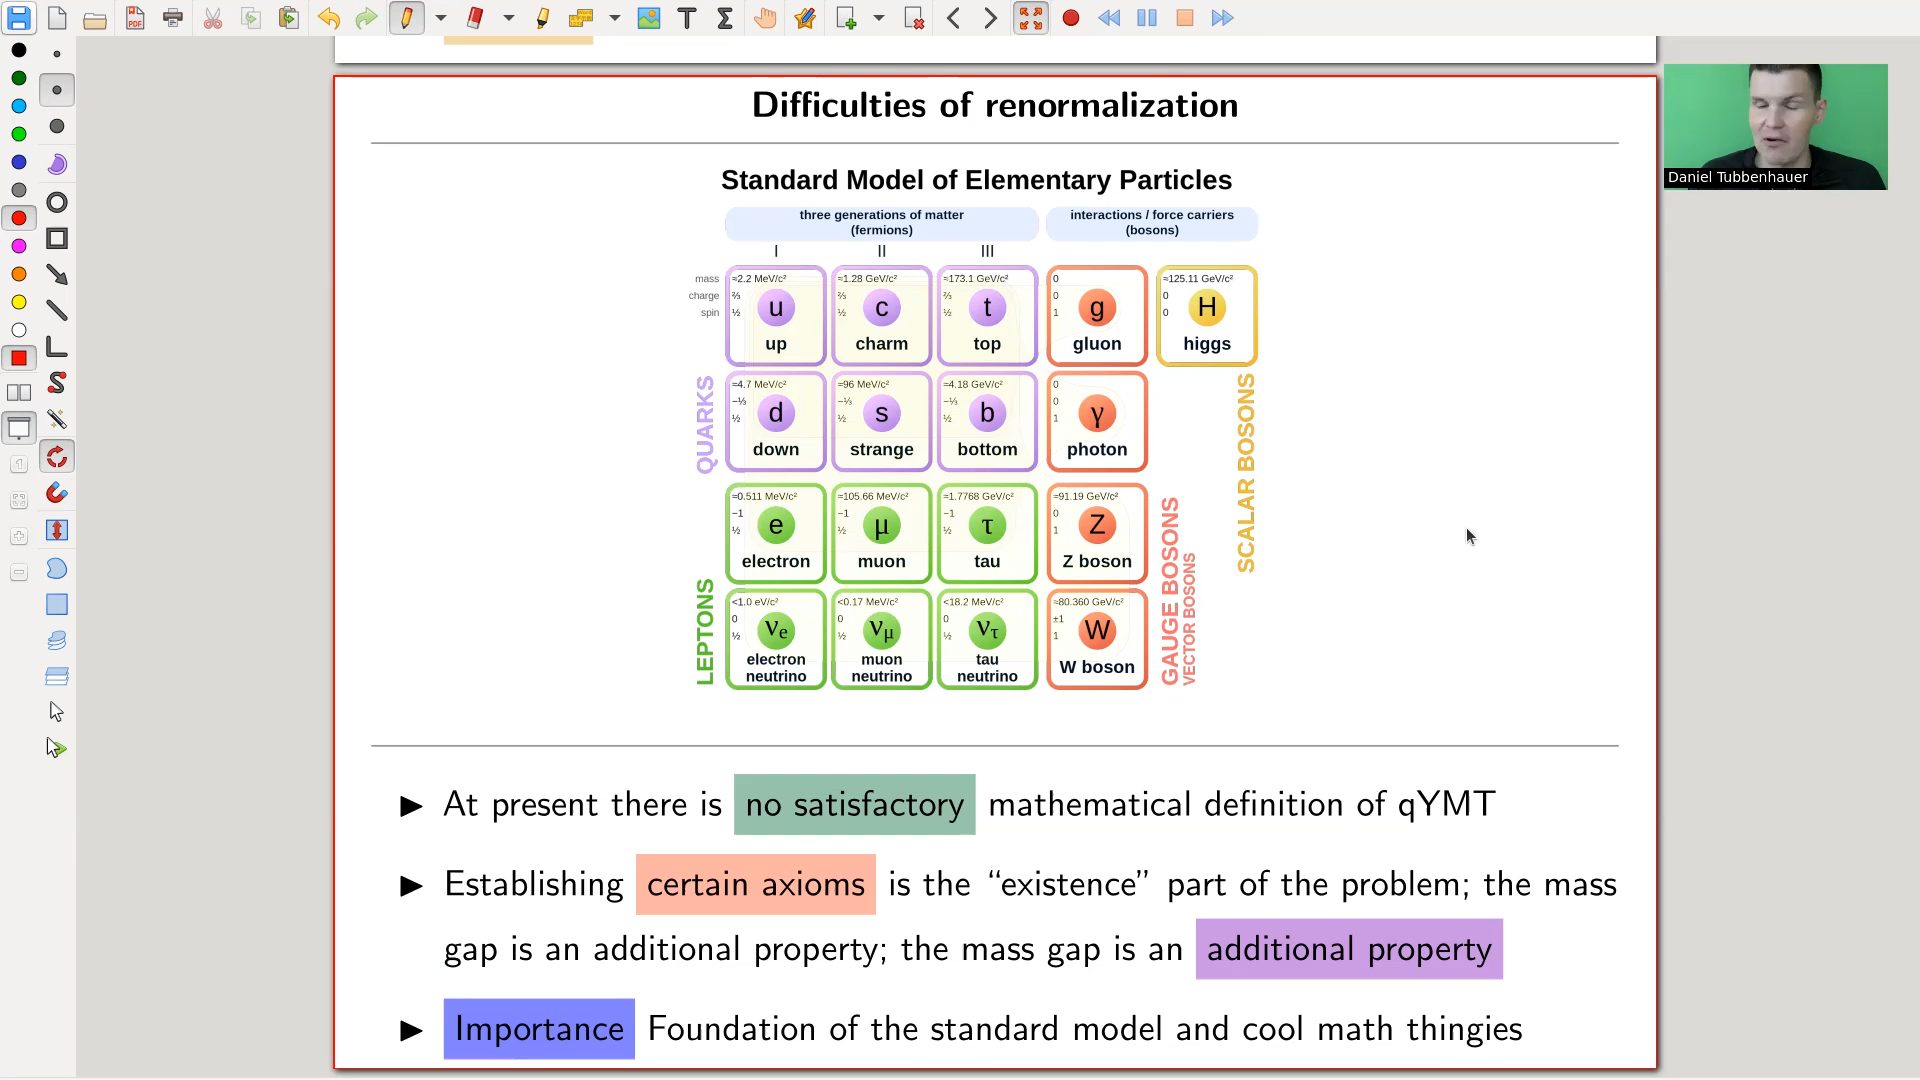 Difficulties of renormalization
Daniel Tubbenhauer
Standard Model of Elementary Particles
three generations of matter
(fermions)
interactions / force carriers
(bosons)
I II III
mass ≈2.2 MeV/c² ≈1.28 GeV/c² ≈173.1 GeV/c² 0 ≈125.11 GeV/c²
charge ⅔ ⅔ ⅔ 0 0
spin ½ ½ ½ 1 0
u c t g H
up charm top gluon higgs
QUARKS
≈4.7 MeV/c² ≈96 MeV/c² ≈4.18 GeV/c² 0
−⅓ −⅓ −⅓ 0
½ ½ ½ 1
d s b γ
down strange bottom photon
SCALAR BOSONS
≈0.511 MeV/c² ≈105.66 MeV/c² ≈1.7768 GeV/c² ≈91.19 GeV/c²
−1 −1 −1 0
½ ½ ½ 1
e μ τ Z
electron muon tau Z boson
LEPTONS
<1.0 eV/c² <0.17 MeV/c² <18.2 MeV/c² ≈80.360 GeV/c²
0 0 0 ±1
½ ½ ½ 1
νe νμ ντ W
electron muon tau W boson
neutrino neutrino neutrino
GAUGE BOSONS
VECTOR BOSONS
▶ At present there is no satisfactory mathematical definition of qYMT
▶ Establishing certain axioms is the “existence” part of the problem; the mass
gap is an additional property; the mass gap is an additional property
▶ Importance Foundation of the standard model and cool math thingies